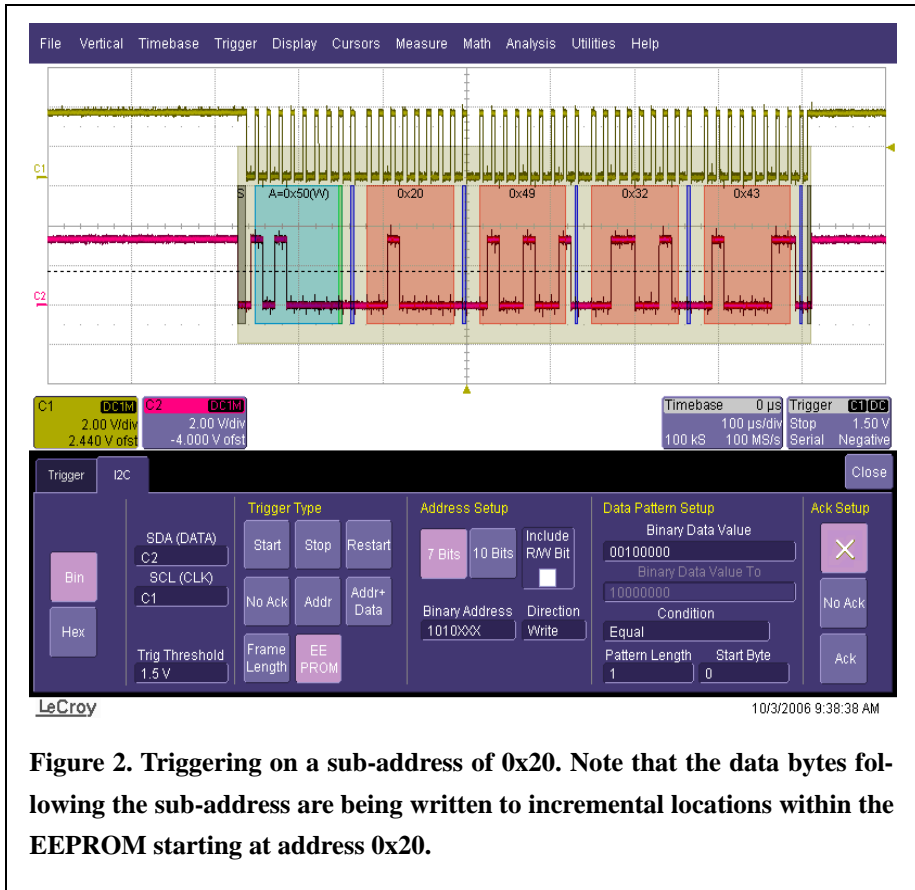 File Vertical Timebase Trigger Display Cursors Measure Math Analysis Utilities Help
C1
S A=0x50(W) 0x20 0x49 0x32 0x43
C2
C1 DC1M
2.00 V/div
2.440 V ofst
C2 DC1M
2.00 V/div
-4.000 V ofst
Timebase 0 µs
100 µs/div
100 kS 100 MS/s
Trigger C1 DC
Stop 1.50 V
Serial Negative
Trigger I2C
Close
Bin
Hex
SDA (DATA)
C2
SCL (CLK)
C1
Trig Threshold
1.5 V
Trigger Type
Start Stop Restart
No Ack Addr Addr+
Data
Frame
Length
EE
PROM
Address Setup
7 Bits 10 Bits
Include
R/W Bit
Binary Address Direction
1010XXX Write
Data Pattern Setup
Binary Data Value
00100000
Binary Data Value To
10000000
Condition
Equal
Pattern Length Start Byte
1 0
Ack Setup
X
No Ack
Ack
LeCroy
10/3/2006 9:38:38 AM
Figure 2. Triggering on a sub-address of 0x20. Note that the data bytes fol-
lowing the sub-address are being written to incremental locations within the
EEPROM starting at address 0x20.